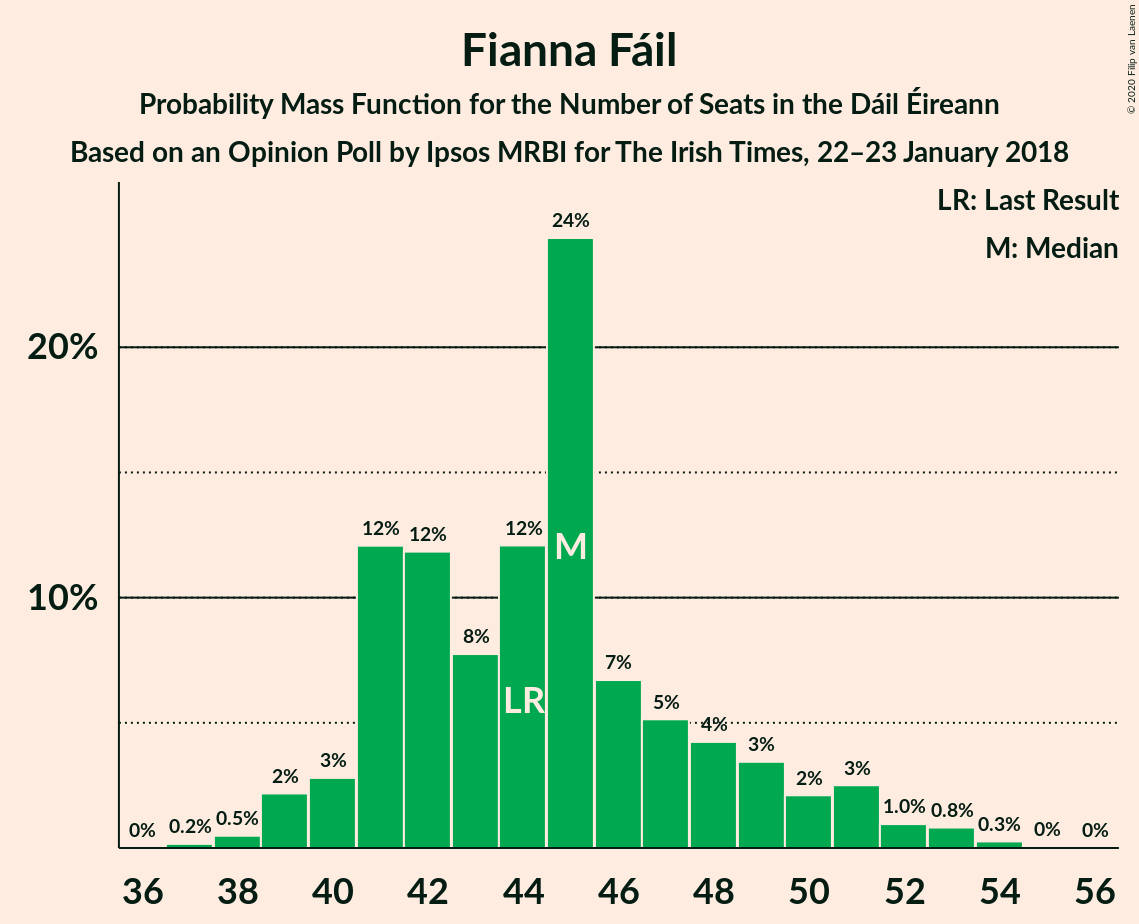 Fianna Fáil
Probability Mass Function for the Number of Seats in the Dáil Éireann
Based on an Opinion Poll by Ipsos MRBI for The Irish Times, 22–23 January 2018
© 2020 Filip van Laenen
LR: Last Result
M: Median
24%
20%
12% 12% 12%
M
10%
8%
7%
LR
5%
4%
3%
3%
3%
2%
2%
1.0%
0.8%
0.5%
0.3%
0.2%
0%
0%
0%
36 38 40 42 44 46 48 50 52 54 56